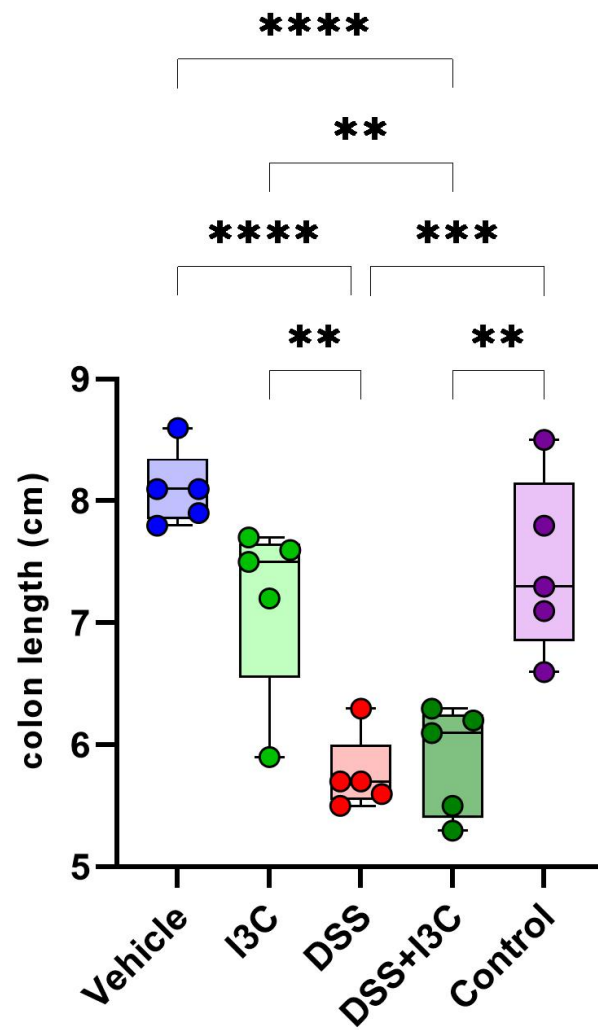 ****
**
**** ***
** **
9
8
7
6
5
colon length (cm)
Vehicle
I3C
DSS
DSS+I3C
Control